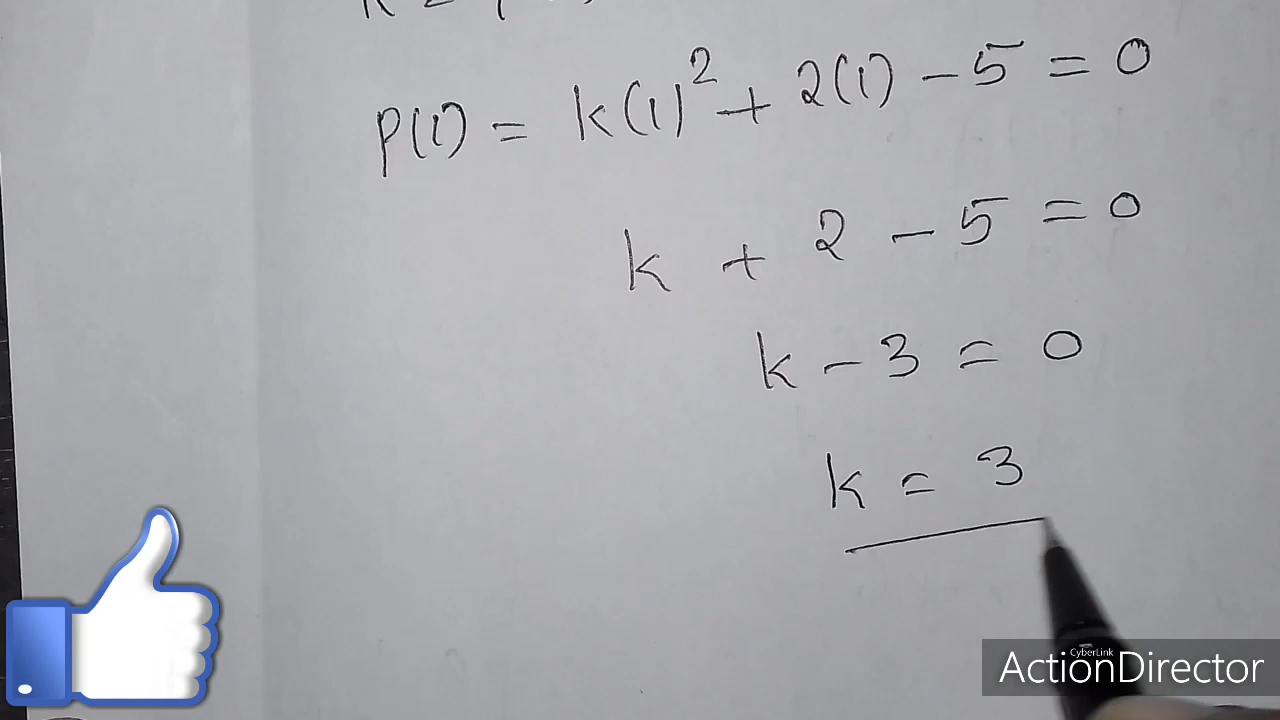 P(1) = k(1)² + 2(1) - 5 = 0
k + 2 - 5 = 0
k - 3 = 0
k = 3
CyberLink
ActionDirector